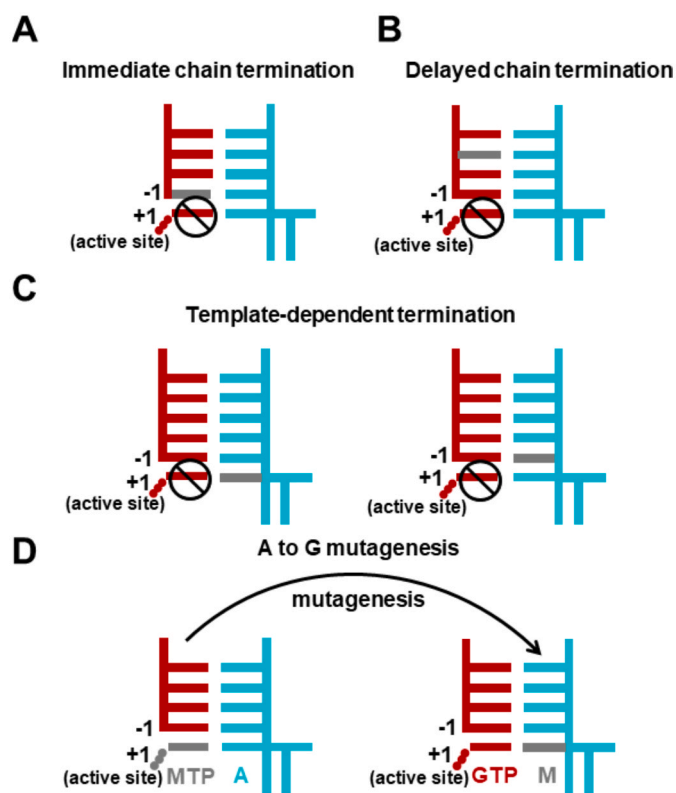 A
B
Immediate chain termination
Delayed chain termination
-1
+1
(active site)
-1
+1
(active site)
C
Template-dependent termination
-1
+1
(active site)
-1
+1
(active site)
D
A to G mutagenesis
mutagenesis
-1
+1
(active site)
MTP
A
-1
+1
(active site)
GTP
M